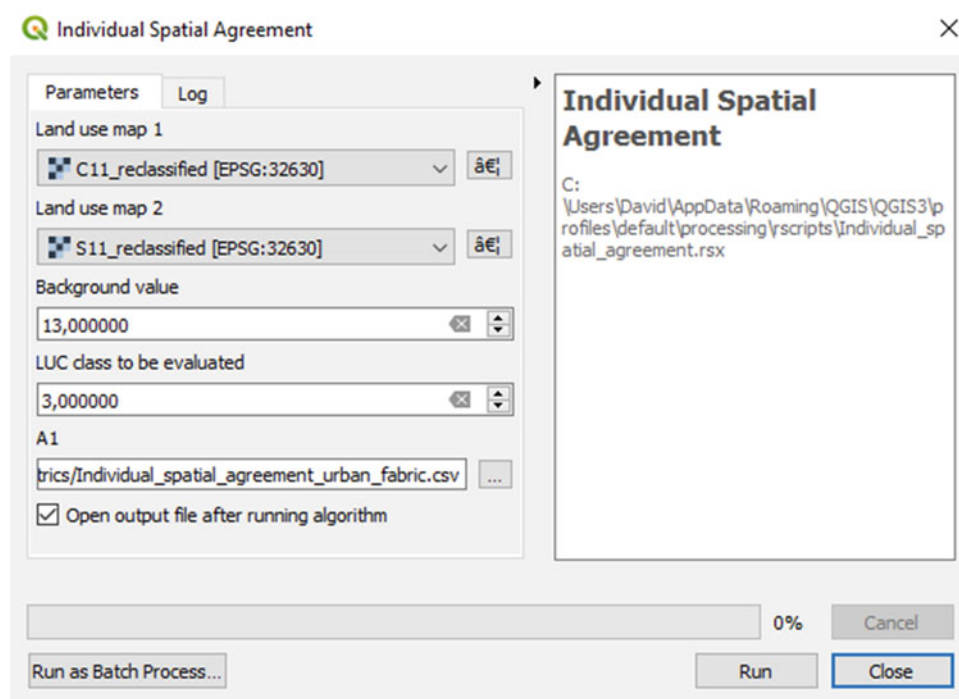 Individual Spatial Agreement
Parameters
Log
Land use map 1
C11_reclassified [EPSG:32630]
â€¦
Land use map 2
S11_reclassified [EPSG:32630]
â€¦
Background value
13,000000
LUC class to be evaluated
3,000000
A1
trics/Individual_spatial_agreement_urban_fabric.csv
...
Open output file after running algorithm
Individual Spatial
Agreement
C:
\Users\David\AppData\Roaming\QGIS\QGIS3\p
rofiles\default\processing\rscripts\Individual_sp
atial_agreement.rsx
0%
Cancel
Run as Batch Process...
Run
Close